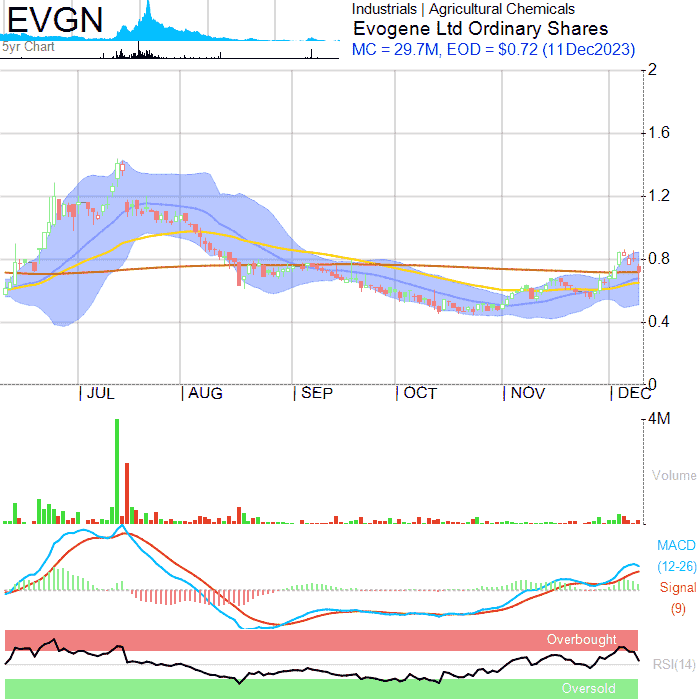 EVGN
5yr Chart
Industrials | Agricultural Chemicals
Evogene Ltd Ordinary Shares
MC = 29.7M, EOD = $0.72 (11Dec2023)
2
1.6
1.2
0.8
0.4
0
JUL AUG SEP OCT NOV DEC
4M
Volume
MACD
(12-26)
Signal
(9)
Overbought
RSI(14)
Oversold